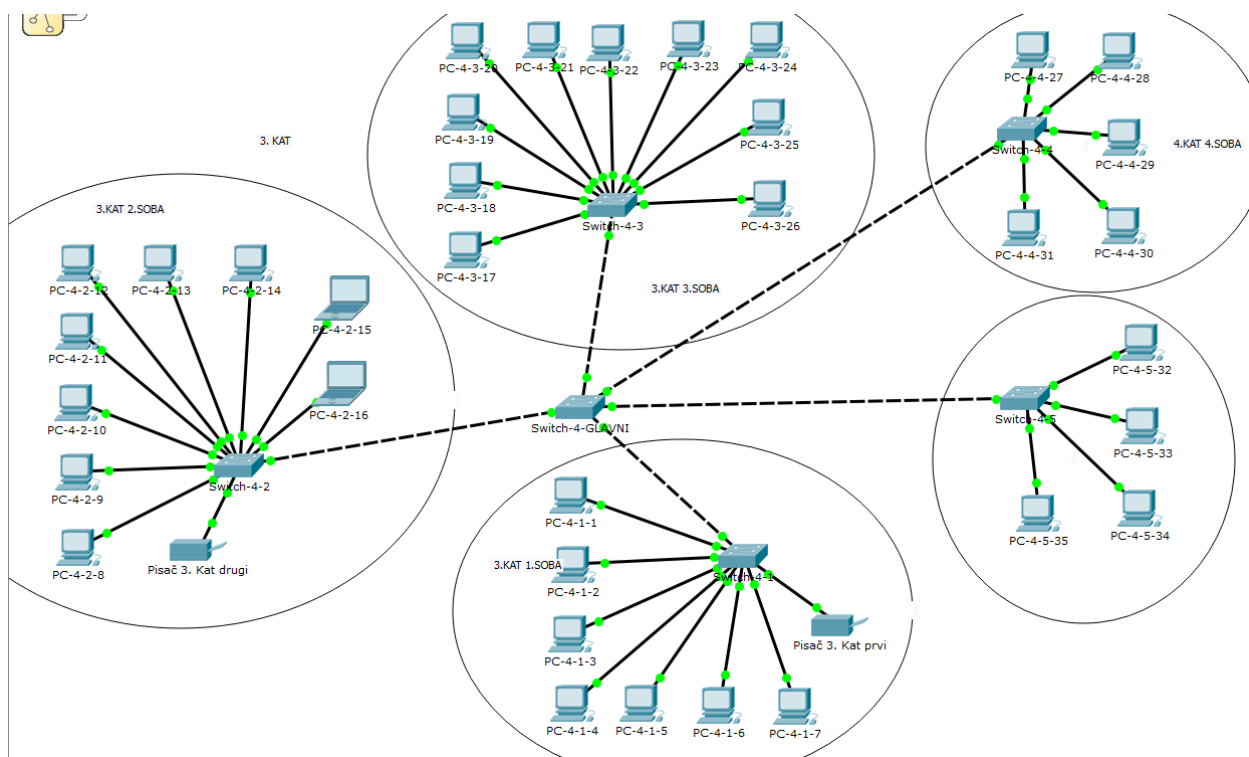 PC-4-3-20
PC-4-3-21
PC-4-3-22
PC-4-3-23
PC-4-3-24
PC-4-3-19
PC-4-3-25
PC-4-3-18
PC-4-3-26
PC-4-3-17
Switch-4-3
3.KAT 3.SOBA
3. KAT
PC-4-4-27
PC-4-4-28
Switch-4-4
PC-4-4-29
4.KAT 4.SOBA
PC-4-4-31
PC-4-4-30
3.KAT 2.SOBA
PC-4-2-12
PC-4-2-13
PC-4-2-14
PC-4-2-15
PC-4-2-11
PC-4-2-16
PC-4-2-10
PC-4-2-9
Switch-4-2
PC-4-2-8
Pisač 3. Kat drugi
Switch-4-GLAVNI
PC-4-5-32
Switch-4-5
PC-4-5-33
PC-4-5-35
PC-4-5-34
PC-4-1-1
3.KAT 1.SOBA
Switch-4-1
PC-4-1-2
PC-4-1-3
Pisač 3. Kat prvi
PC-4-1-4
PC-4-1-5
PC-4-1-6
PC-4-1-7